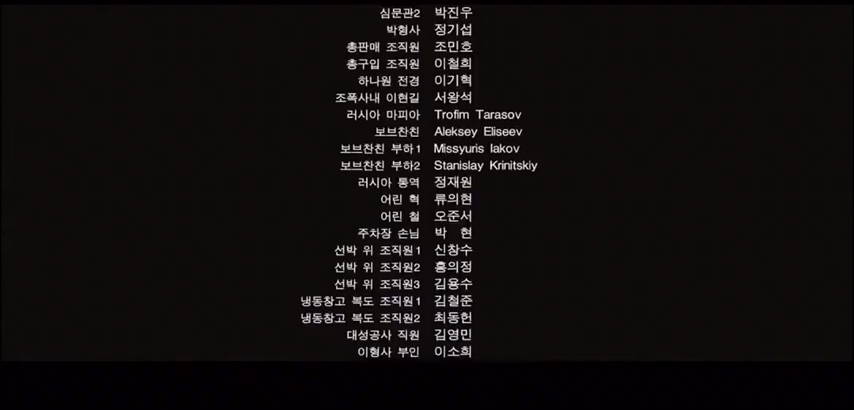 심문관2 박진우
박형사 정기섭
총판매 조직원 조민호
총구입 조직원 이철희
하나원 전경 이기혁
조폭사내 이현길 서왕석
러시아 마피아 Trofim Tarasov
보브찬친 Aleksey Eliseev
보브찬친 부하1 Missyuris Iakov
보브찬친 부하2 Stanislay Krinitskiy
러시아 통역 정재원
어린 혁 류의현
어린 철 오준서
주차장 손님 박 현
선박 위 조직원1 신창수
선박 위 조직원2 홍의정
선박 위 조직원3 김용수
냉동창고 복도 조직원1 김철준
냉동창고 복도 조직원2 최동헌
대성공사 직원 김영민
이형사 부인 이소희